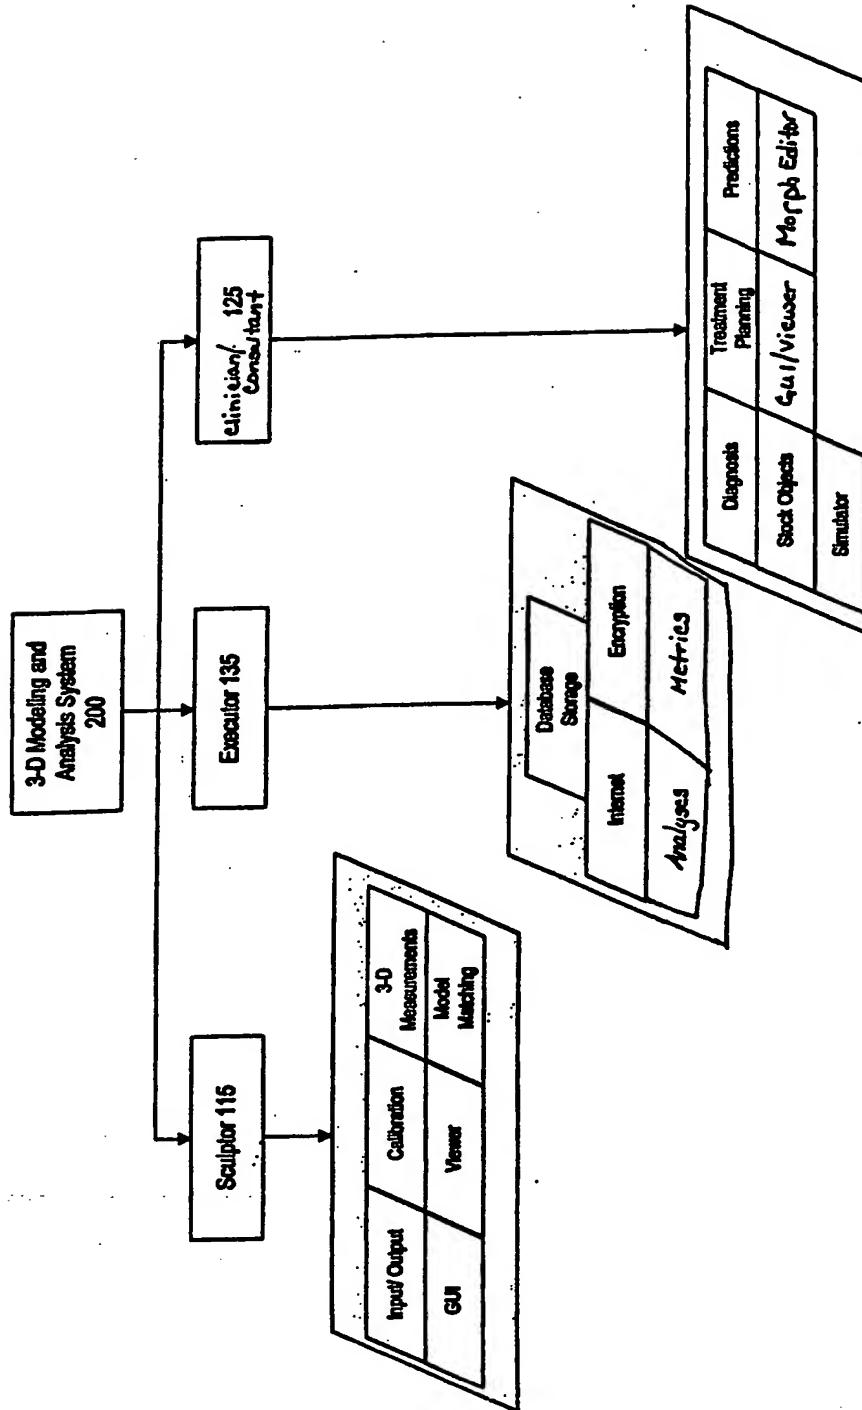 3-D Modeling and
Analysis System
200
Sculptor 115
Executor 135
Clinician/ 125
Consultant
Input/ Output
Calibration
3-D
Measurements
GUI
Viewer
Model
Matching
Database
Storage
Internet
Encryption
Analyses
Metrics
Diagnosis
Treatment
Planning
Predictions
Stock Objects
GUI/Viewer
Morph Editor
Simulator